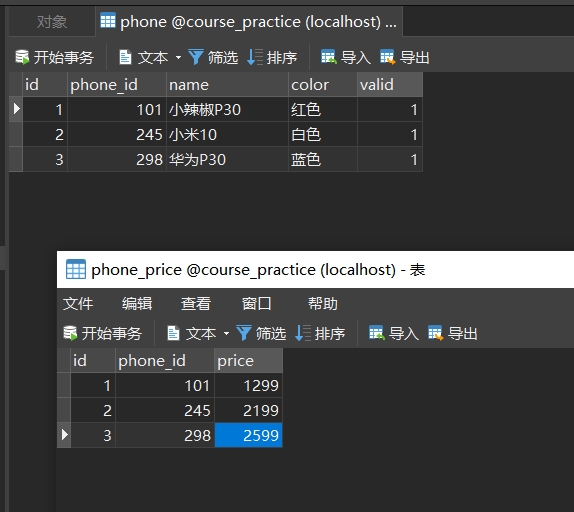 对象 phone @course_practice (localhost) ...
开始事务 文本 筛选 排序 导入 导出
id phone_id name color valid
1 101 小辣椒P30 红色 1
2 245 小米10 白色 1
3 298 华为P30 蓝色 1
phone_price @course_practice (localhost) - 表
文件 编辑 查看 窗口 帮助
开始事务 文本 筛选 排序 导入 导出
id phone_id price
1 101 1299
2 245 2199
3 298 2599